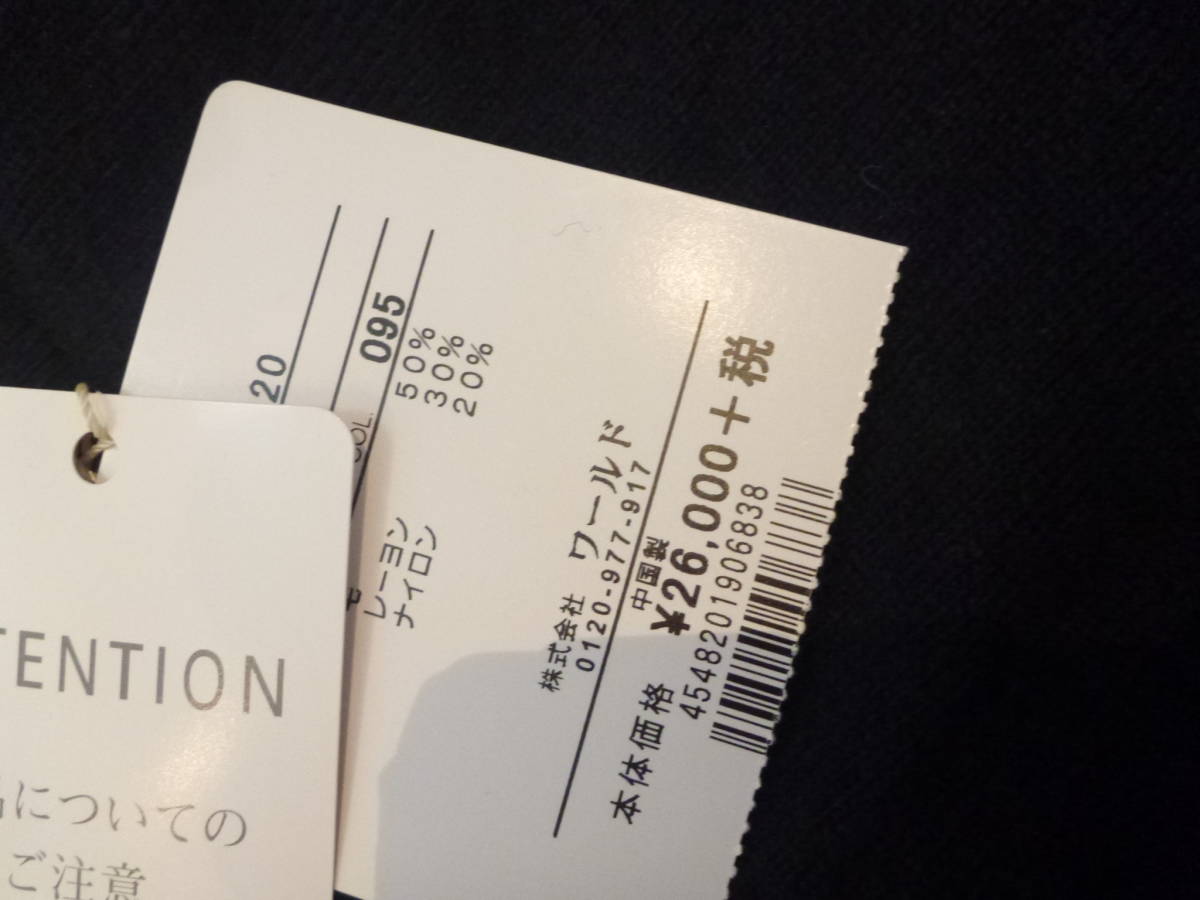 20
COL. 095
50%
レーヨン 30%
ナイロン 20%
株式会社 ワールド
0120-977-917
中国製
本体価格 ¥26,000+税
4548201906838
TENTION
についての
ご注意